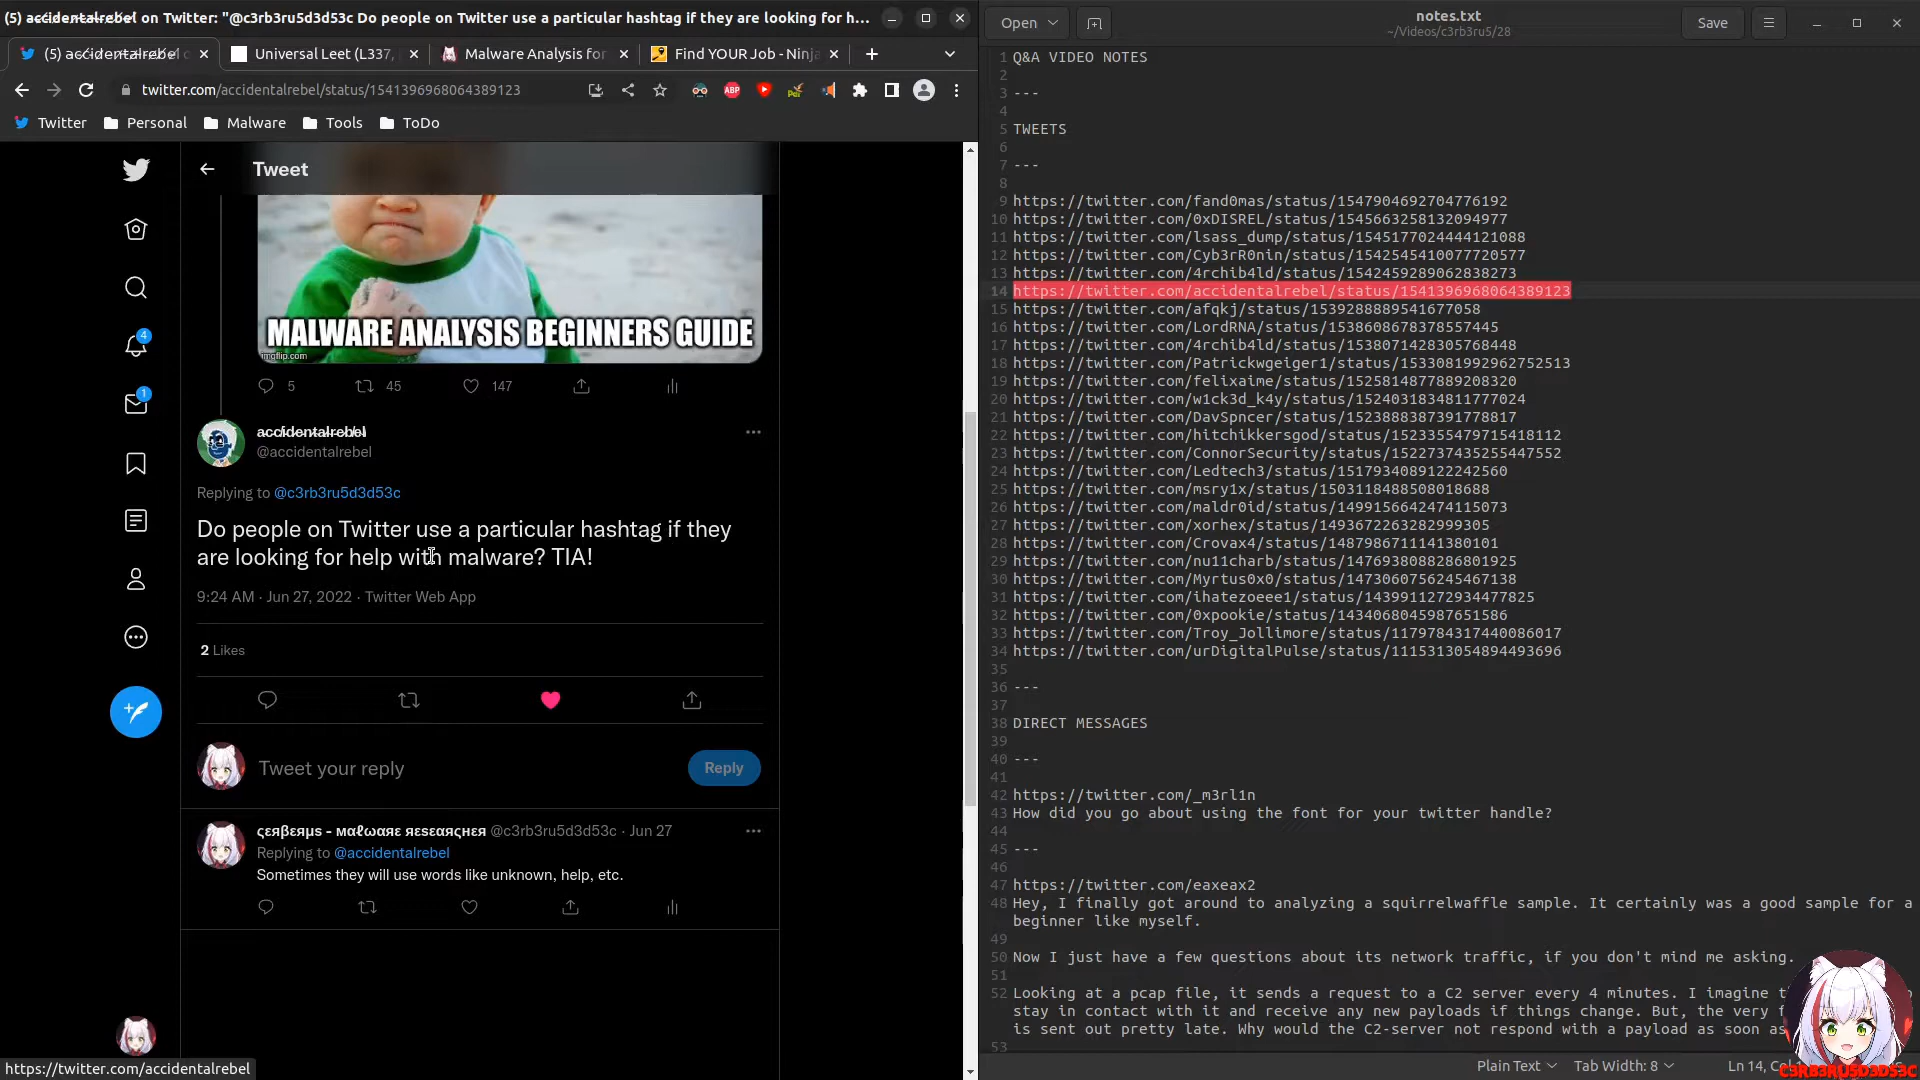 (5) a̶c̶c̶i̶d̶e̶n̶t̶a̶l̶r̶e̶b̶e̶l̶ on Twitter: "@c3rb3ru5d3d53c Do people on Twitter use a particular hashtag if they are looking for h...
(5) a̶c̶c̶i̶d̶e̶n̶t̶a̶l̶r̶e̶b̶e̶l̶ o
Universal Leet (L337,
Malware Analysis for
Find YOUR Job - Ninja
twitter.com/accidentalrebel/status/1541396968064389123
ABP
Twitter
Personal
Malware
Tools
ToDo
Tweet
MALWARE ANALYSIS BEGINNERS GUIDE
imgflip.com
4
1
5
45
147
a̶c̶c̶i̶d̶e̶n̶t̶a̶l̶r̶e̶b̶e̶l̶
@accidentalrebel
Replying to @c3rb3ru5d3d53c
Do people on Twitter use a particular hashtag if they
are looking for help with malware? TIA!
9:24 AM · Jun 27, 2022 · Twitter Web App
2 Likes
Tweet your reply
Reply
ςεяβεяμs - мαℓωαяε яεsεαяςнεя @c3rb3ru5d3d53c · Jun 27
Replying to @accidentalrebel
Sometimes they will use words like unknown, help, etc.
https://twitter.com/accidentalrebel
Open
notes.txt
~/Videos/c3rb3ru5/28
Save
1 Q&A VIDEO NOTES
2
3 ---
4
5 TWEETS
6
7 ---
8
9 https://twitter.com/fand0mas/status/1547904692704776192
10 https://twitter.com/0xDISREL/status/1545663258132094977
11 https://twitter.com/lsass_dump/status/1545177024444121088
12 https://twitter.com/Cyb3rR0nin/status/1542545410077720577
13 https://twitter.com/4rchib4ld/status/1542459289062838273
14 https://twitter.com/accidentalrebel/status/1541396968064389123
15 https://twitter.com/afqkj/status/1539288889541677058
16 https://twitter.com/LordRNA/status/1538608678378557445
17 https://twitter.com/4rchib4ld/status/1538071428305768448
18 https://twitter.com/Patrickwgeiger1/status/1533081992962752513
19 https://twitter.com/felixaime/status/1525814877889208320
20 https://twitter.com/w1ck3d_k4y/status/1524031834811777024
21 https://twitter.com/DavSpncer/status/1523888387391778817
22 https://twitter.com/hitchikkersgod/status/1523355479715418112
23 https://twitter.com/ConnorSecurity/status/1522737435255447552
24 https://twitter.com/Ledtech3/status/1517934089122242560
25 https://twitter.com/msry1x/status/1503118488508018688
26 https://twitter.com/maldr0id/status/1499156642474115073
27 https://twitter.com/xorhex/status/1493672263282999305
28 https://twitter.com/Crovax4/status/1487986711141380101
29 https://twitter.com/nu11charb/status/1476938088286801925
30 https://twitter.com/Myrtus0x0/status/1473060756245467138
31 https://twitter.com/ihatezoeee1/status/1439911272934477825
32 https://twitter.com/0xpookie/status/1434068045987651586
33 https://twitter.com/Troy_Jollimore/status/1179784317440086017
34 https://twitter.com/urDigitalPulse/status/1115313054894493696
35
36 ---
37
38 DIRECT MESSAGES
39
40 ---
41
42 https://twitter.com/_m3rl1n
43 How did you go about using the font for your twitter handle?
44
45 ---
46
47 https://twitter.com/eaxeax2
48 Hey, I finally got around to analyzing a squirrelwaffle sample. It certainly was a good sample for a
beginner like myself.
49
50 Now I just have a few questions about its network traffic, if you don't mind me asking.
51
52 Looking at a pcap file, it sends a request to a C2 server every 4 minutes. I imagine
stay in contact with it and receive any new payloads if things change. But, the very
is sent out pretty late. Why would the C2-server not respond with a payload as soon as
53
Plain Text
Tab Width: 8
Ln 14,
C3RB3RU5D3D53C